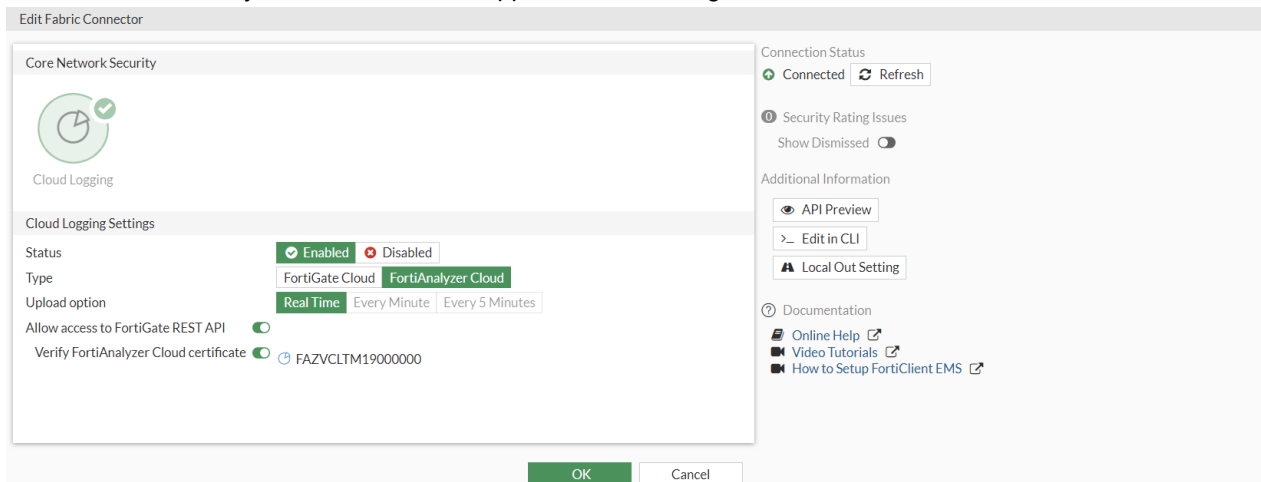 Edit Fabric Connector
Core Network Security
Cloud Logging
Cloud Logging Settings
Status Enabled Disabled
Type FortiGate Cloud FortiAnalyzer Cloud
Upload option Real Time Every Minute Every 5 Minutes
Allow access to FortiGate REST API
Verify FortiAnalyzer Cloud certificate FAZVCLTM19000000
Connection Status
Connected Refresh
0 Security Rating Issues
Show Dismissed
Additional Information
API Preview
>_ Edit in CLI
Local Out Setting
? Documentation
Online Help
Video Tutorials
How to Setup FortiClient EMS
OK Cancel